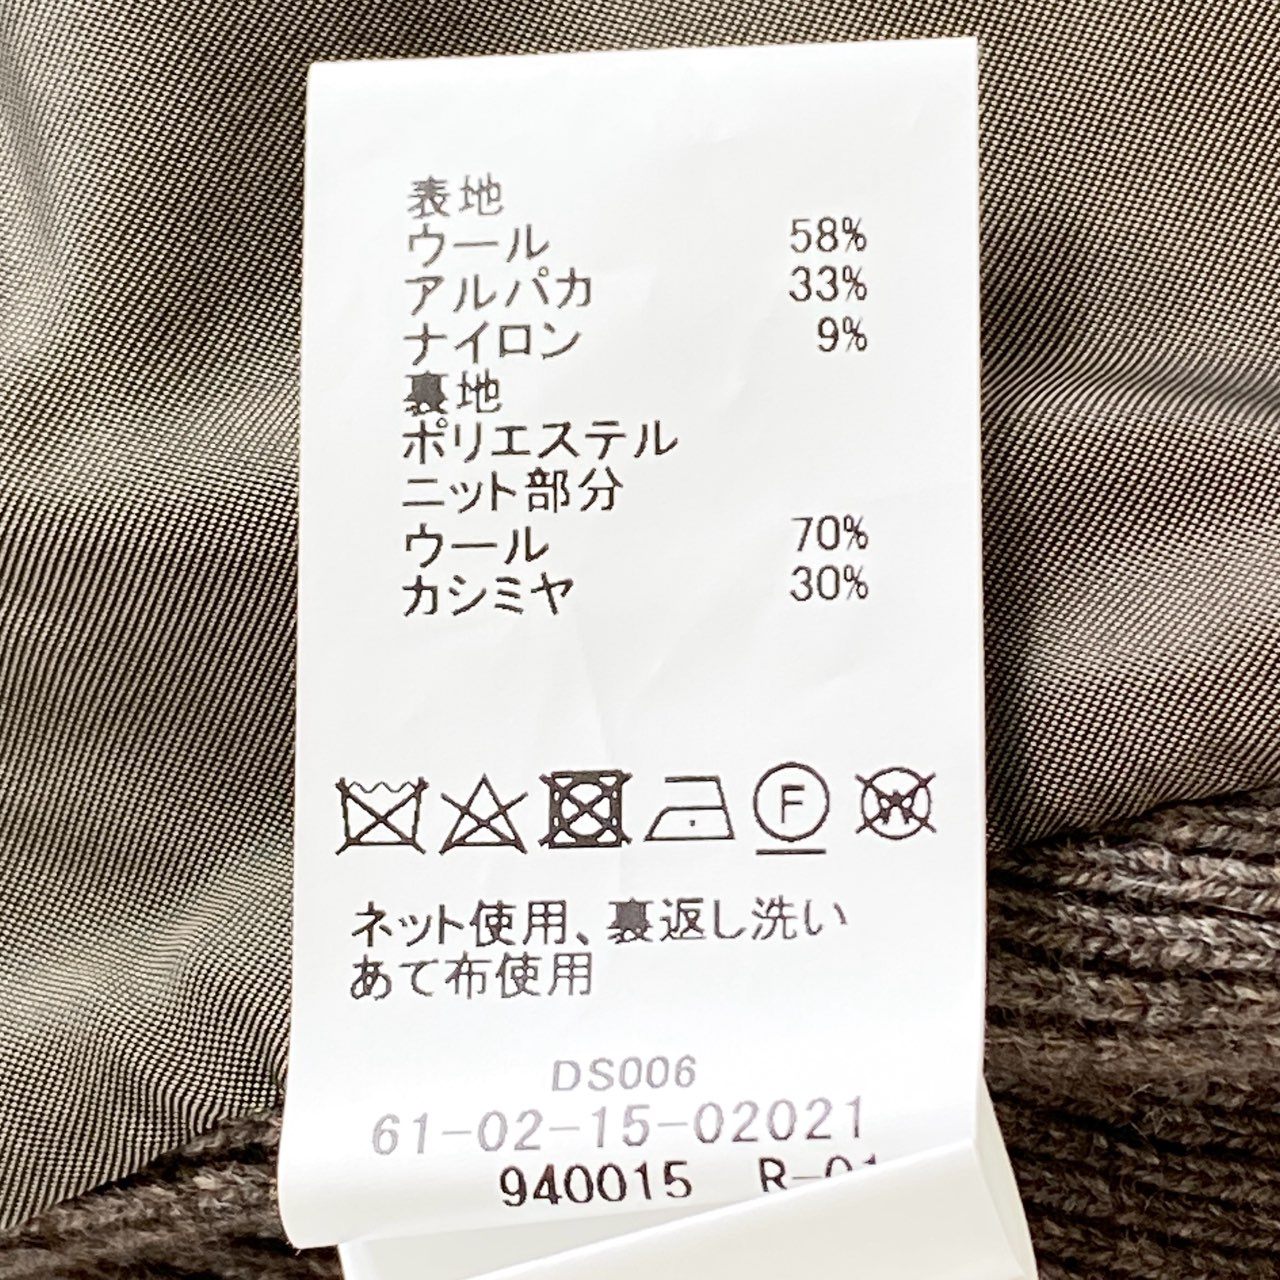 表地
ウール 58%
アルパカ 33%
ナイロン 9%
裏地
ポリエステル
ニット部分
ウール 70%
カシミヤ 30%
F
W
ネット使用、裏返し洗い
あて布使用
DS006
61-02-15-02021
940015 R-01